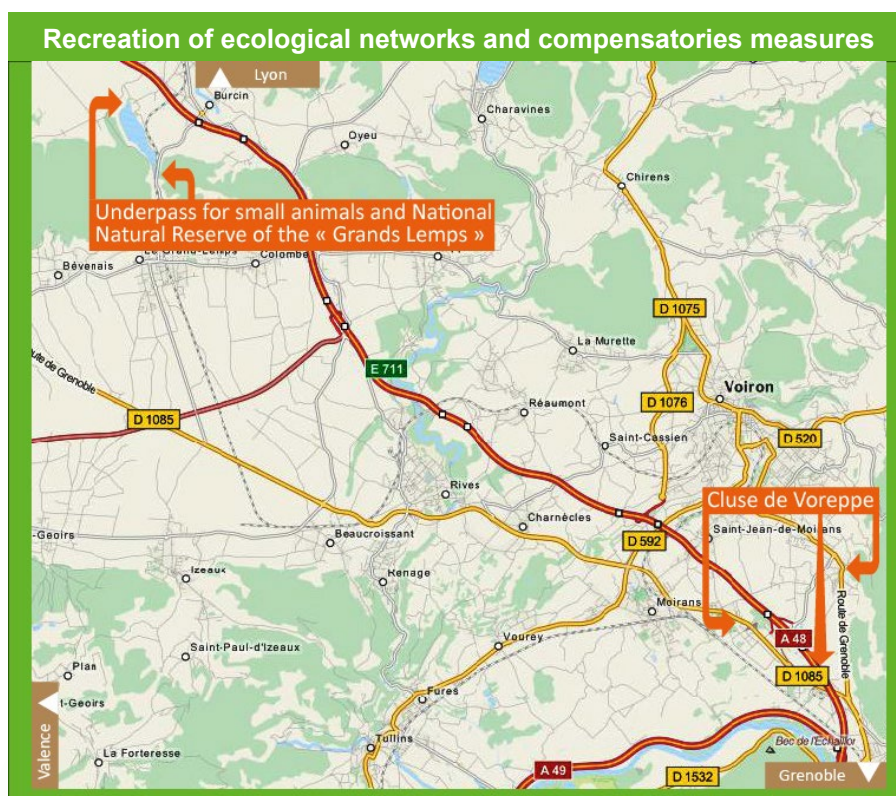 Recreation of ecological networks and compensatories measures
Lyon
Burcin
Charavines
Oyeu
Chirens
Underpass for small animals and National
Natural Reserve of the « Grands Lemps »
Bévenais
Colombe
D 1075
La Murette
Route de Grenoble
E 711
Voiron
D 1076
Réaumont
D 1085
D 520
Saint-Cassien
Rives
Cluse de Voreppe
Charnècles
Saint-Jean-de-Moirans
-Geoirs
Beaucroissant
D 592
Izeaux
Renage
Moirans
Route de Grenoble
A 48
Vourey
Saint-Paul-d'Izeaux
Plan
D 1085
t-Geoirs
Fures
Valence
La Forteresse
Tullins
Bec de l'Echaillon
A 49
D 1532
Grenoble